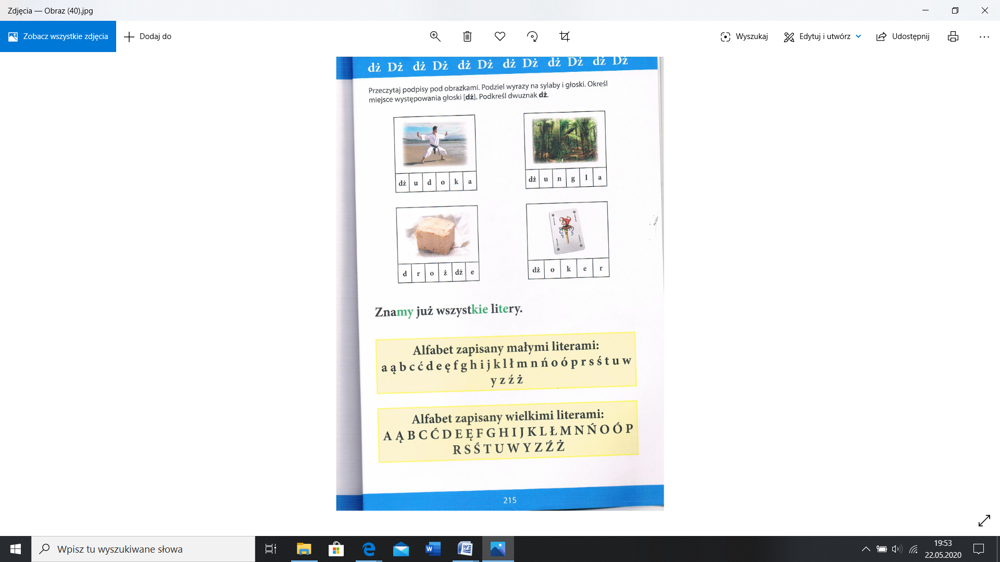 Zdjęcia — Obraz (40).jpg
Zobacz wszystkie zdjęcia
Dodaj do
Wyszukaj
Edytuj i utwórz
Udostępnij
dż Dż dż Dż dż Dż dż Dż dż Dż dż Dż
Przeczytaj podpisy pod obrazkami. Podziel wyrazy na sylaby i głoski. Określ
miejsce występowania głoski [dż]. Podkreśl dwuznak dż.
dż u d o k a
dż u n g l a
d r o ż dż e
dż o k e r
Znamy już wszystkie litery.
Alfabet zapisany małymi literami:
a ą b c ć d e ę f g h i j k l ł m n ń o ó p r s ś t u w
y z ź ż
Alfabet zapisany wielkimi literami:
A Ą B C Ć D E Ę F G H I J K L Ł M N Ń O Ó P
R S Ś T U W Y Z Ź Ż
215
Wpisz tu wyszukiwane słowa
19:53
22.05.2020